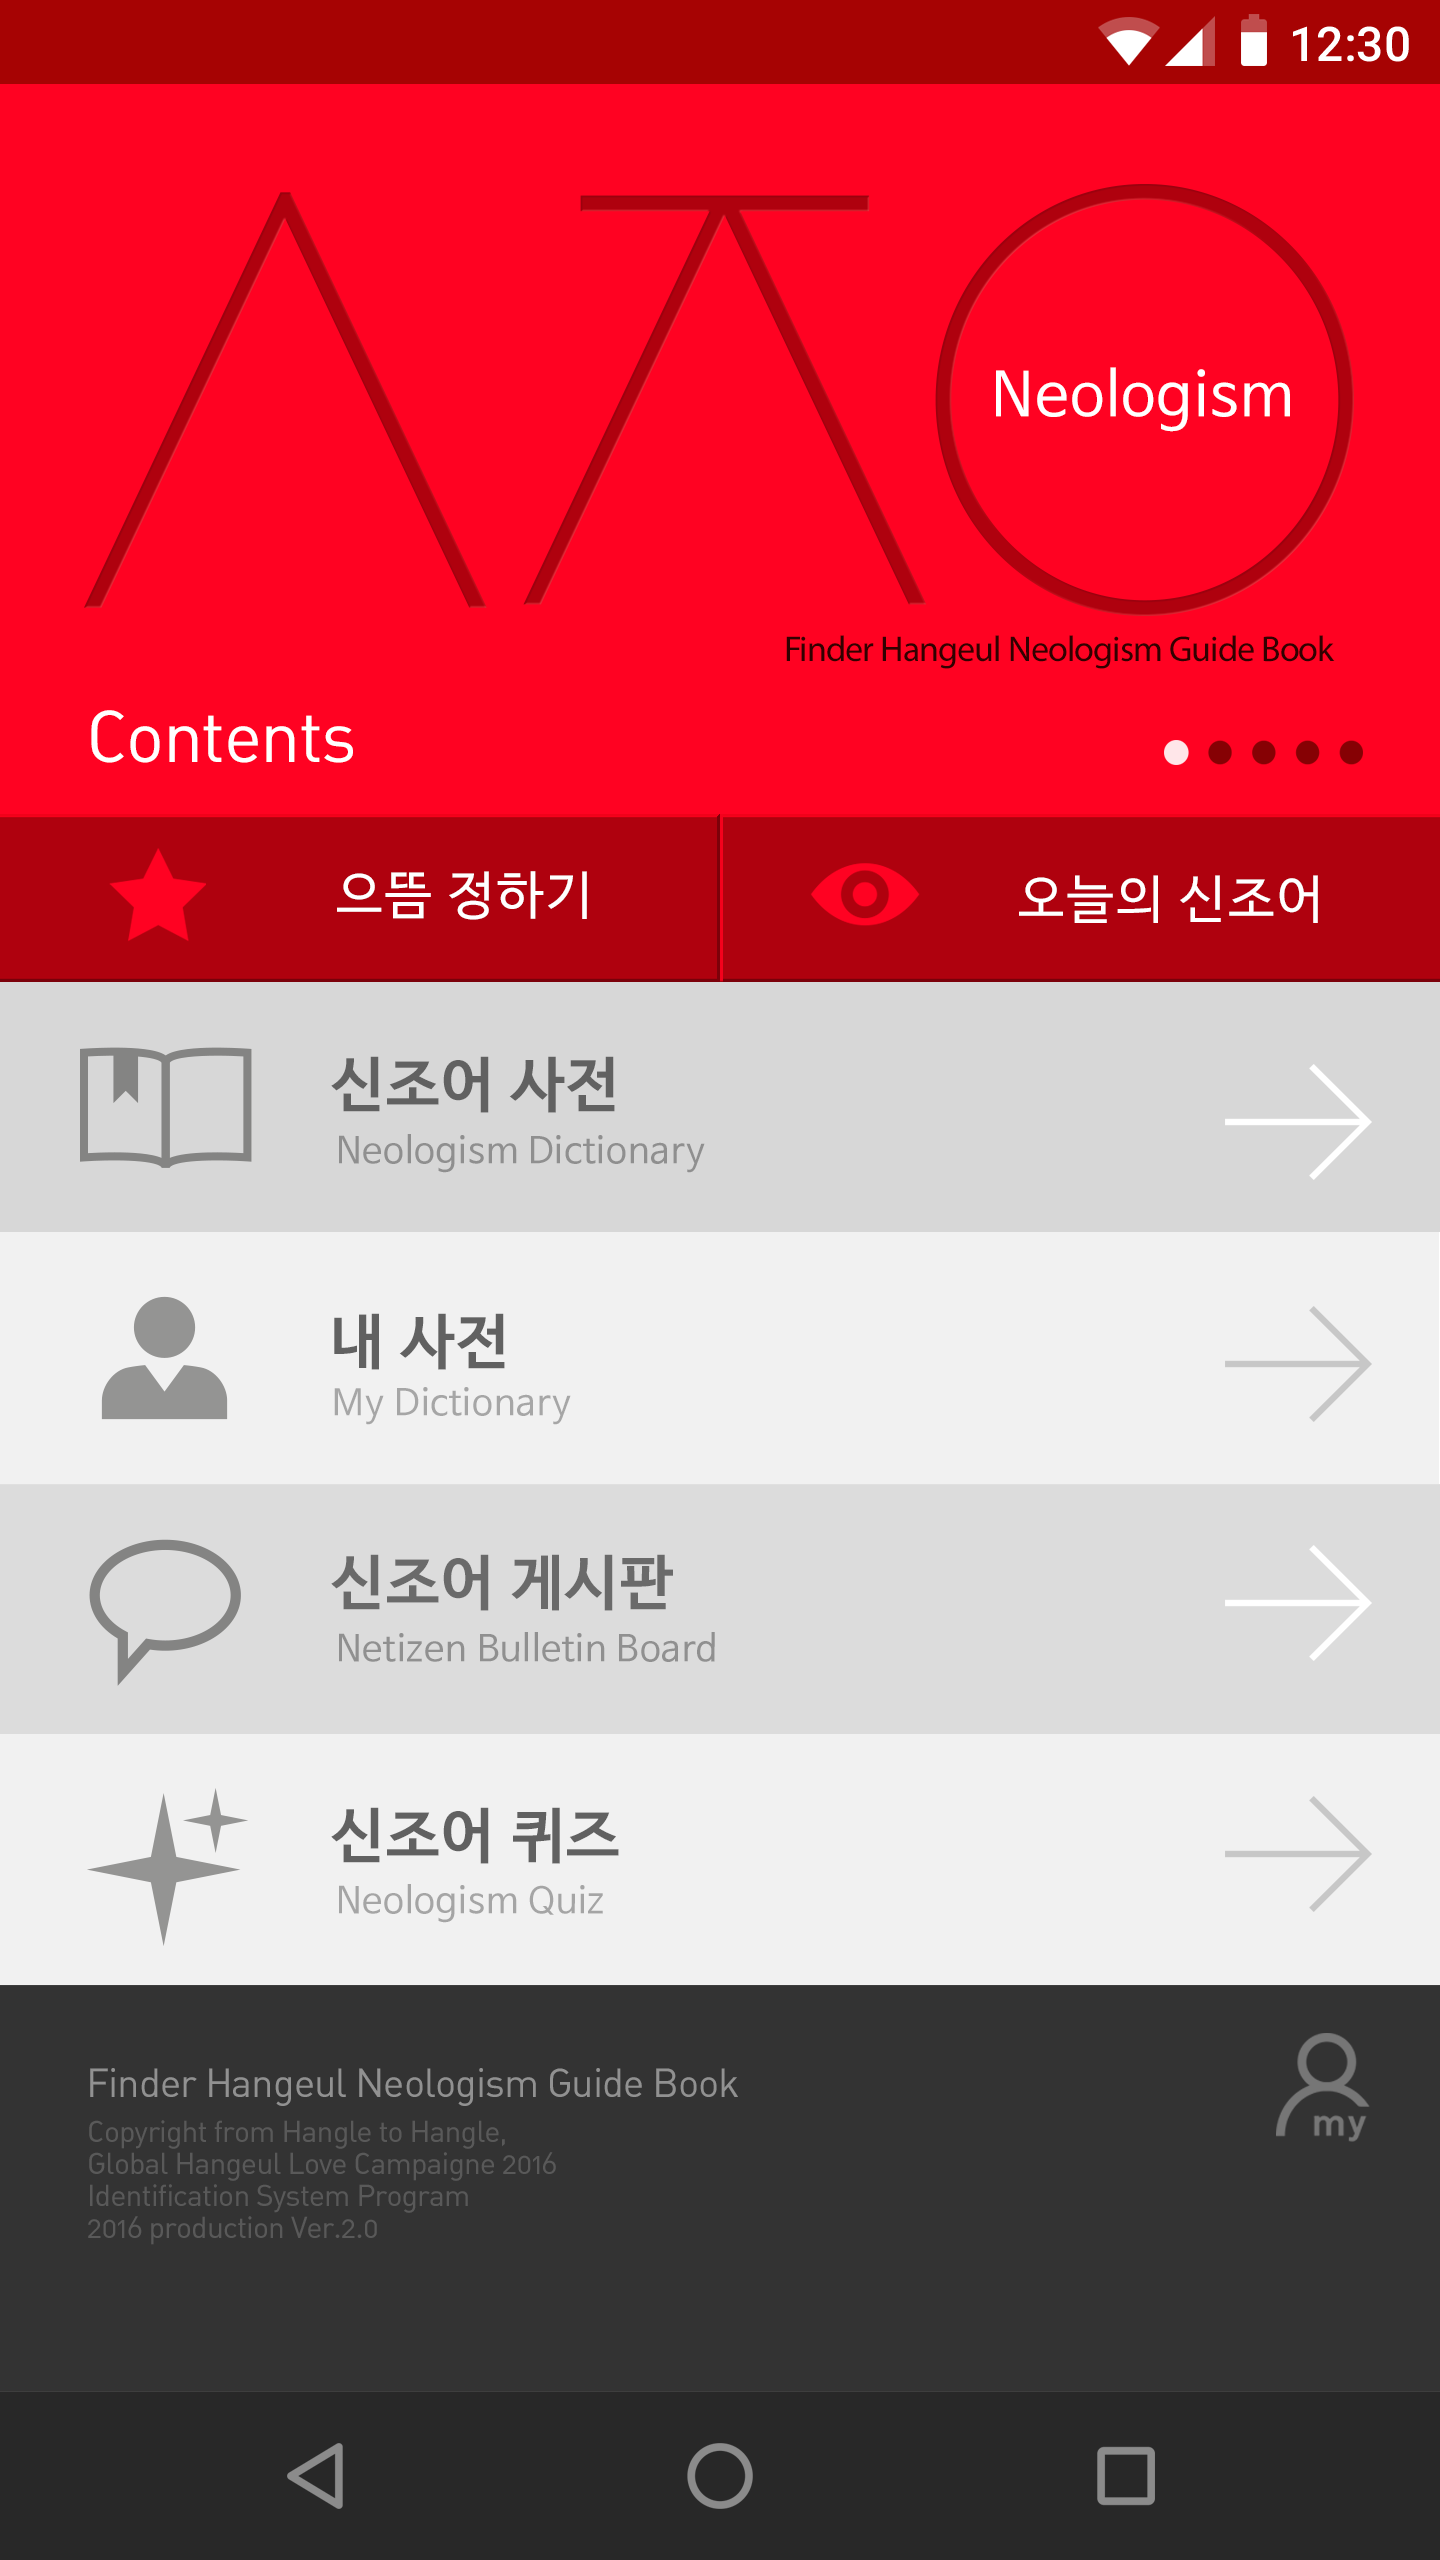 12:30
ㅅㅈㅇ
Neologism
Finder Hangeul Neologism Guide Book
Contents
으뜸 정하기
오늘의 신조어
신조어 사전
Neologism Dictionary
내 사전
My Dictionary
신조어 게시판
Netizen Bulletin Board
신조어 퀴즈
Neologism Quiz
Finder Hangeul Neologism Guide Book
my
Copyright from Hangle to Hangle,
Global Hangeul Love Campaigne 2016
Identification System Program
2016 production Ver.2.0